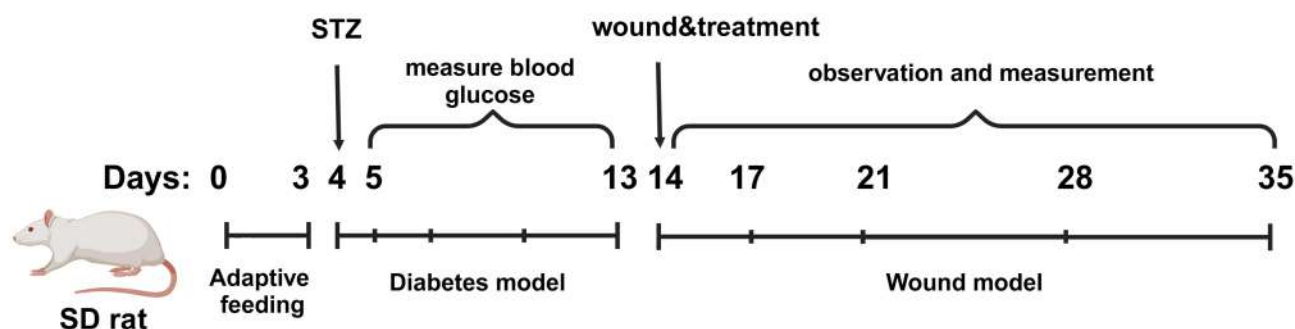 STZ
wound&treatment
measure blood
glucose
observation and measurement
Days: 0 3 4 5 13 14 17 21 28 35
Adaptive
feeding
Diabetes model
Wound model
SD rat